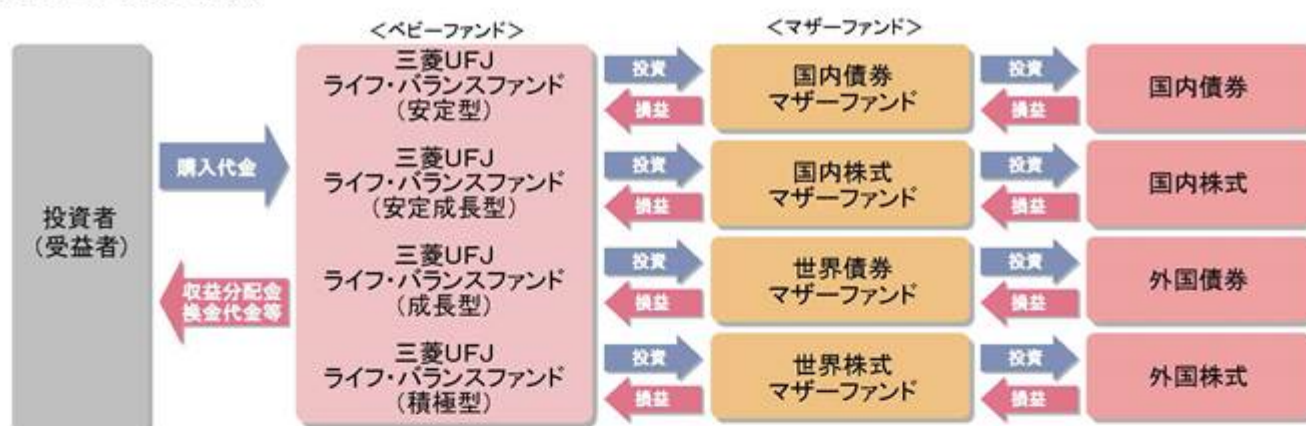 ＜ベビーファンド＞
＜マザーファンド＞
投資者
（受益者）
購入代金
収益分配金
換金代金等
三菱UFJ
ライフ・バランスファンド
（安定型）
三菱UFJ
ライフ・バランスファンド
（安定成長型）
三菱UFJ
ライフ・バランスファンド
（成長型）
三菱UFJ
ライフ・バランスファンド
（積極型）
投資
損益
国内債券
マザーファンド
投資
損益
国内債券
投資
損益
国内株式
マザーファンド
投資
損益
国内株式
投資
損益
世界債券
マザーファンド
投資
損益
外国債券
投資
損益
世界株式
マザーファンド
投資
損益
外国株式